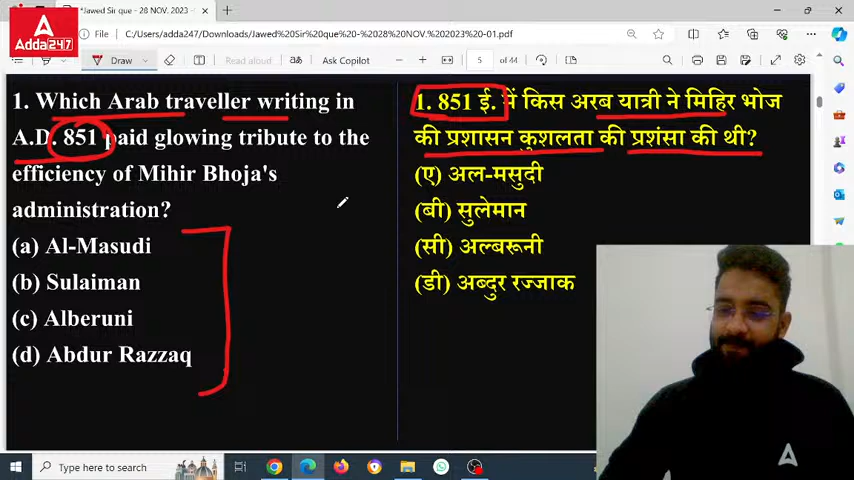 *Jawed Sir que - 28 NOV. 2023
File
C:/Users/adda247/Downloads/Jawed%20Sir%20que%20-%2028%20NOV.%202023%20-01.pdf
Adda247
Draw
Ask Copilot
5
of 44
1. Which Arab traveller writing in
A.D. 851 paid glowing tribute to the
efficiency of Mihir Bhoja's
administration?
(a) Al-Masudi
(b) Sulaiman
(c) Alberuni
(d) Abdur Razzaq
1. 851 ई. में किस अरब यात्री ने मिहिर भोज
की प्रशासन कुशलता की प्रशंसा की थी?
(ए) अल-मसुदी
(बी) सुलेमान
(सी) अल्बरूनी
(डी) अब्दुर रज्जाक
Type here to search